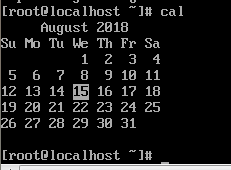 [root@localhost ~]# cal
August 2018
Su Mo Tu We Th Fr Sa
1 2 3 4
5 6 7 8 9 10 11
12 13 14 15 16 17 18
19 20 21 22 23 24 25
26 27 28 29 30 31
[root@localhost ~]# _